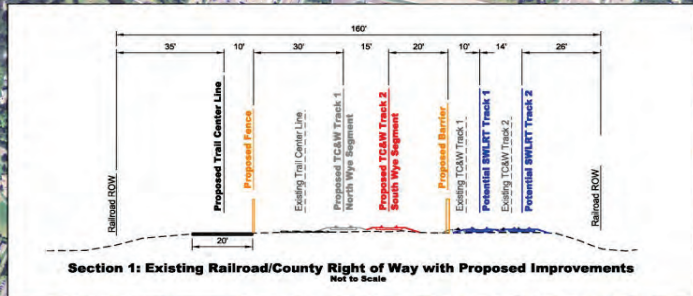 160'
35'
10'
30'
15'
20'
10'
14'
26'
Railroad ROW
Proposed Trail Center Line
Proposed Fence
Existing Trail Center Line
Proposed TC&W Track 1
North Wye Segment
Proposed TC&W Track 2
South Wye Segment
Proposed Barrier
Existing TC&W Track 1
Potential SWLRT Track 1
Existing TC&W Track 2
Potential SWLRT Track 2
Railroad ROW
20'
Section 1: Existing Railroad/County Right of Way with Proposed Improvements
Not to Scale